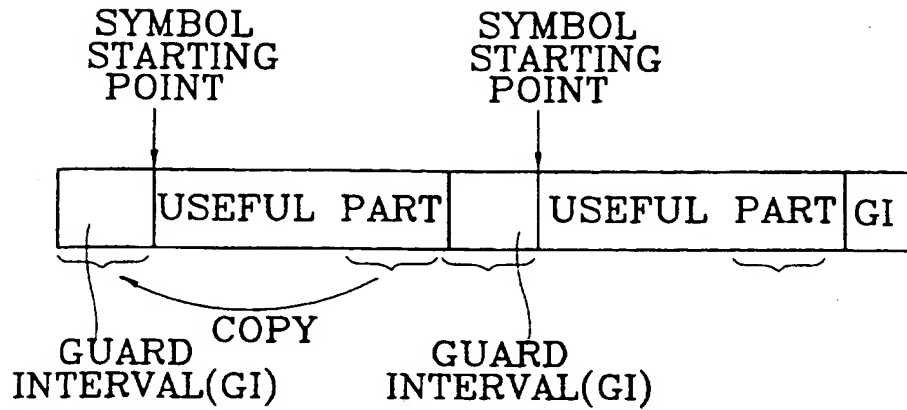 SYMBOL
STARTING
POINT
SYMBOL
STARTING
POINT
USEFUL PART
USEFUL PART
GI
COPY
GUARD
INTERVAL(GI)
GUARD
INTERVAL(GI)